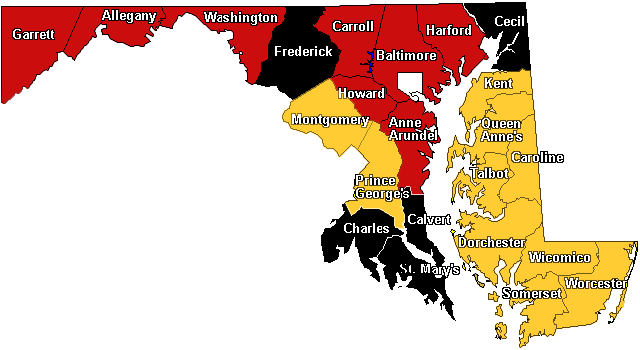 Garrett
Allegany
Washington
Frederick
Carroll
Baltimore
Harford
Cecil
Howard
Montgomery
Anne
Arundel
Prince
George's
Calvert
Charles
St. Mary's
Kent
Queen
Anne's
Caroline
Talbot
Dorchester
Wicomico
Somerset
Worcester